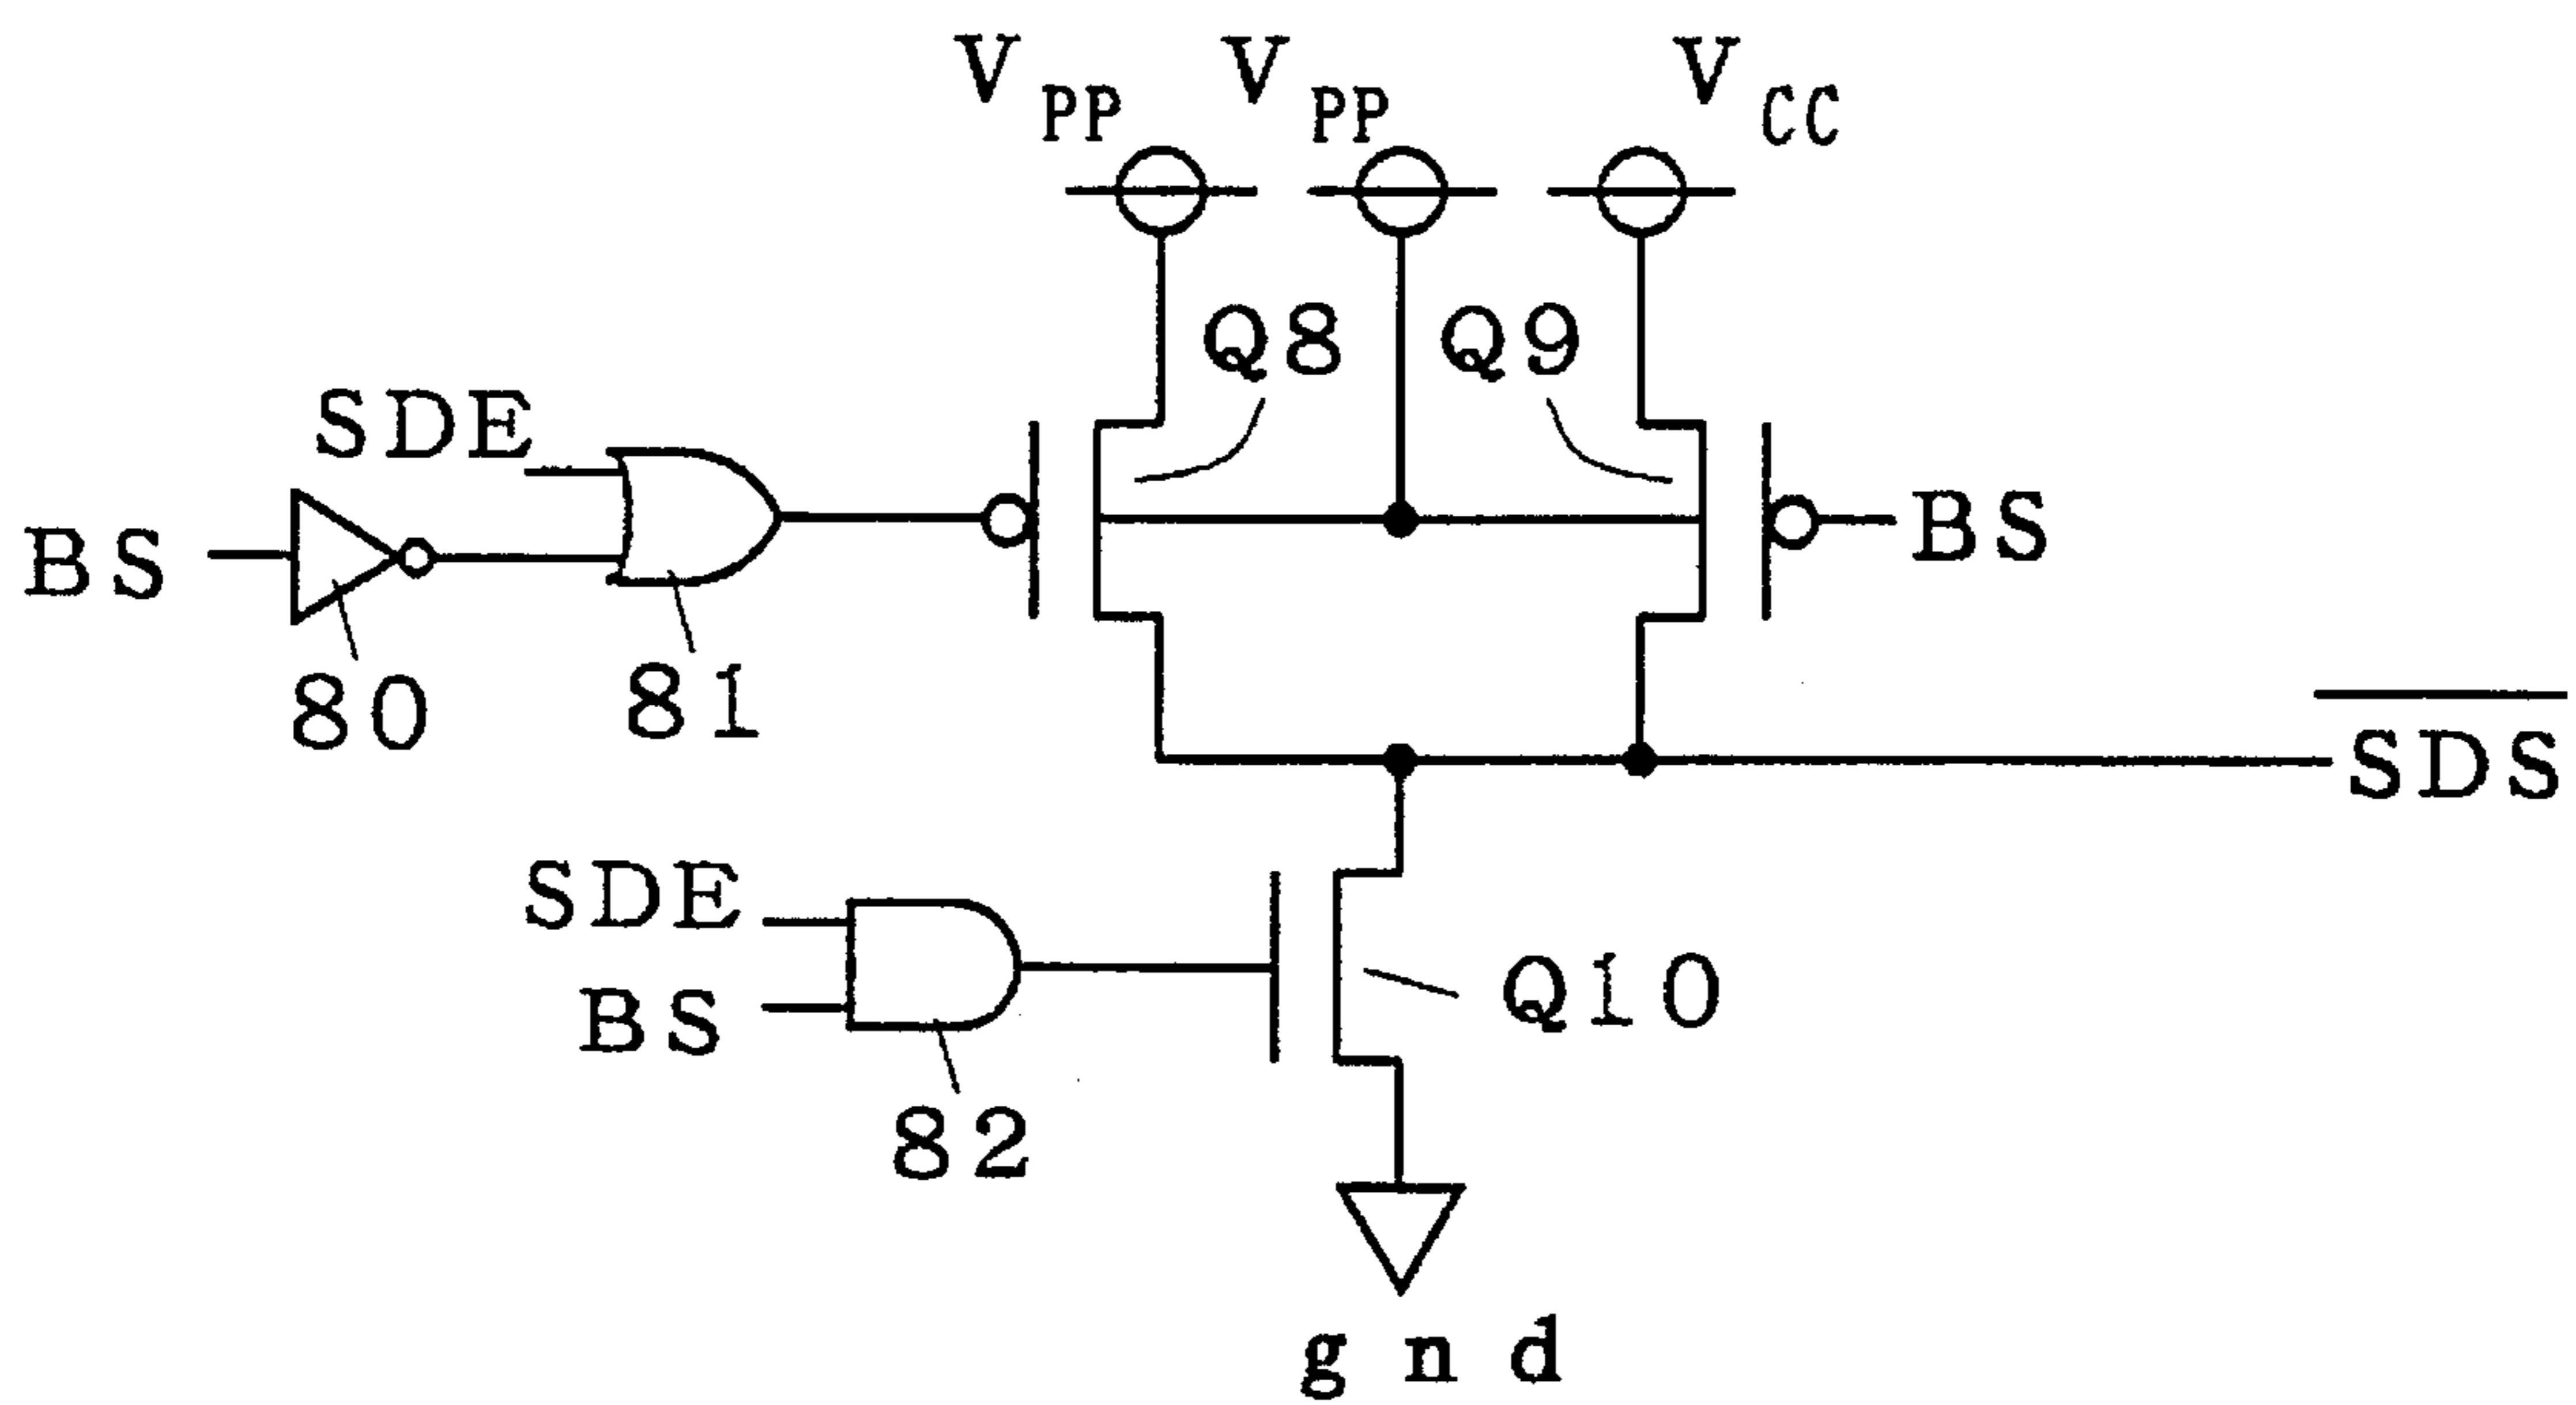 V PP V PP V CC
Q8 Q9
SDE
BS BS
80 81
SDS
SDE
Q10
BS
82
gnd